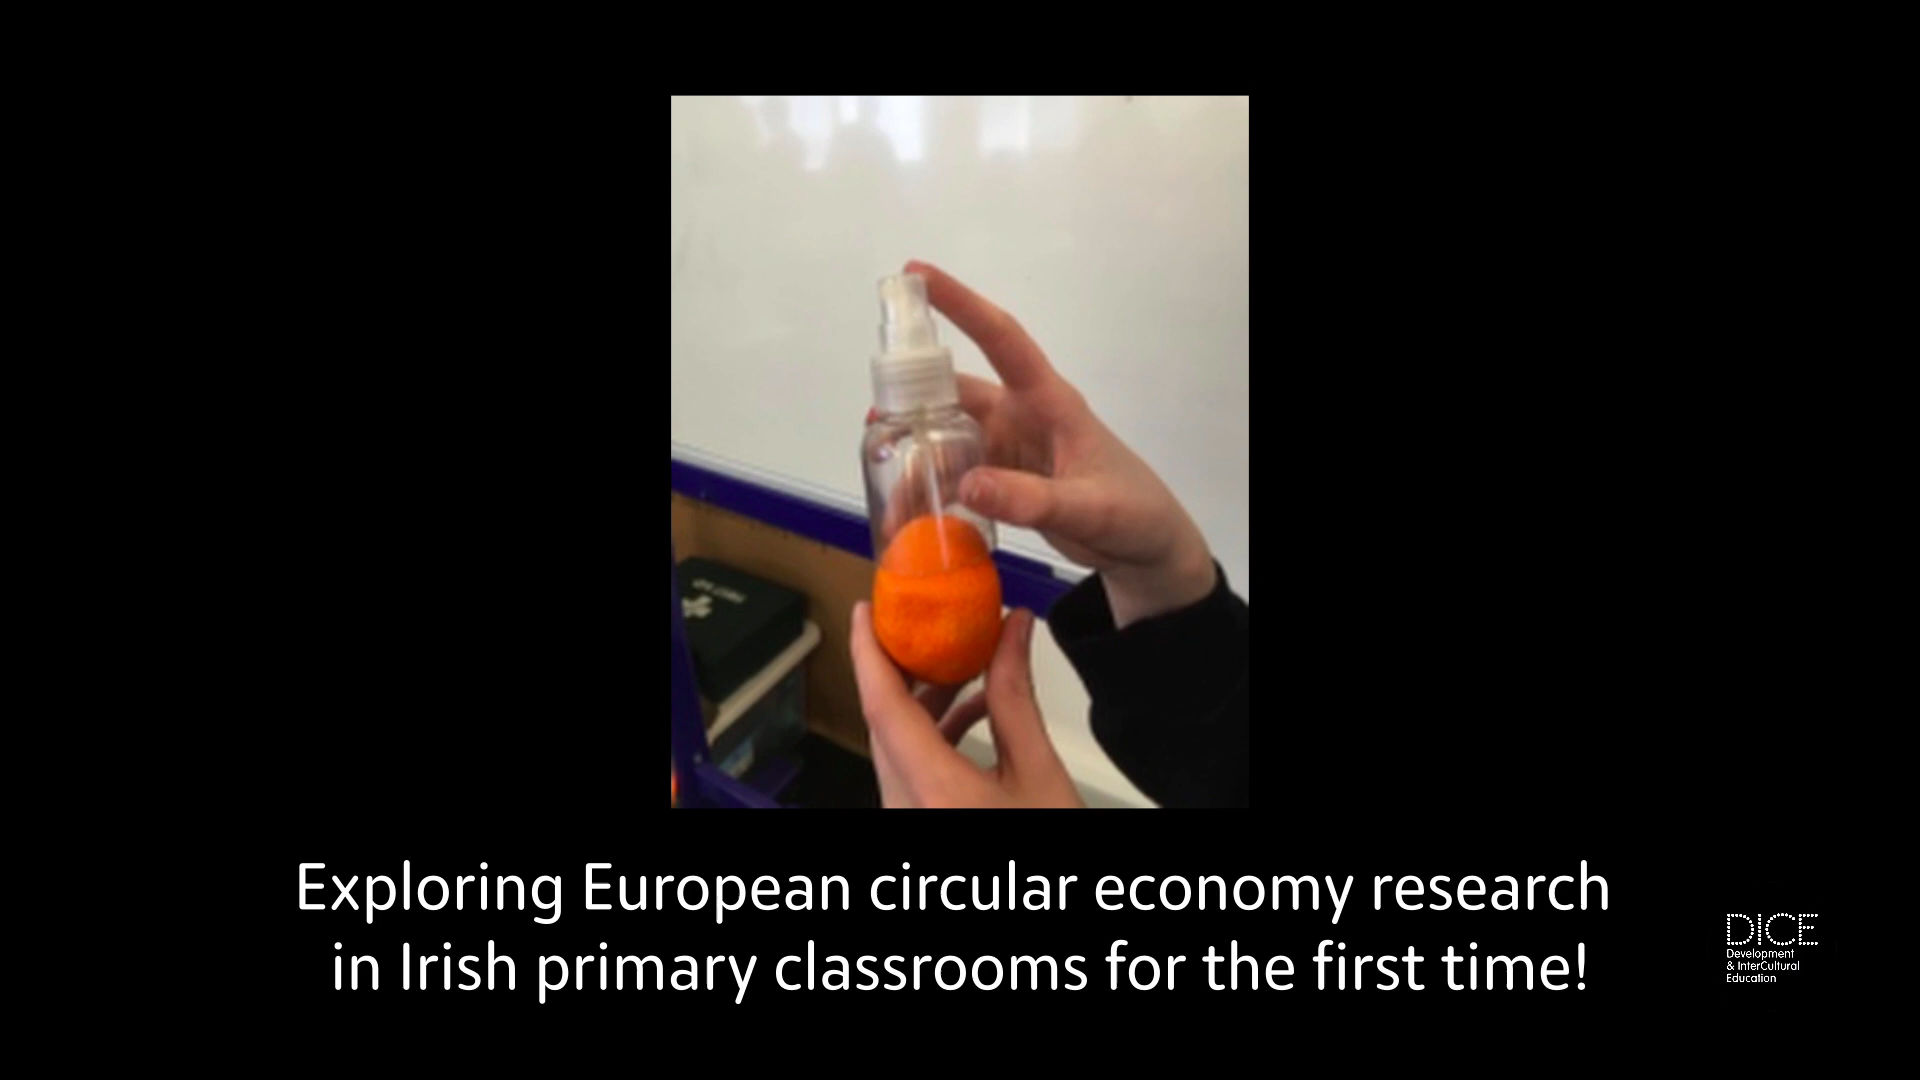 Exploring European circular economy research
in Irish primary classrooms for the first time!
DICE
Development
& InterCultural
Education